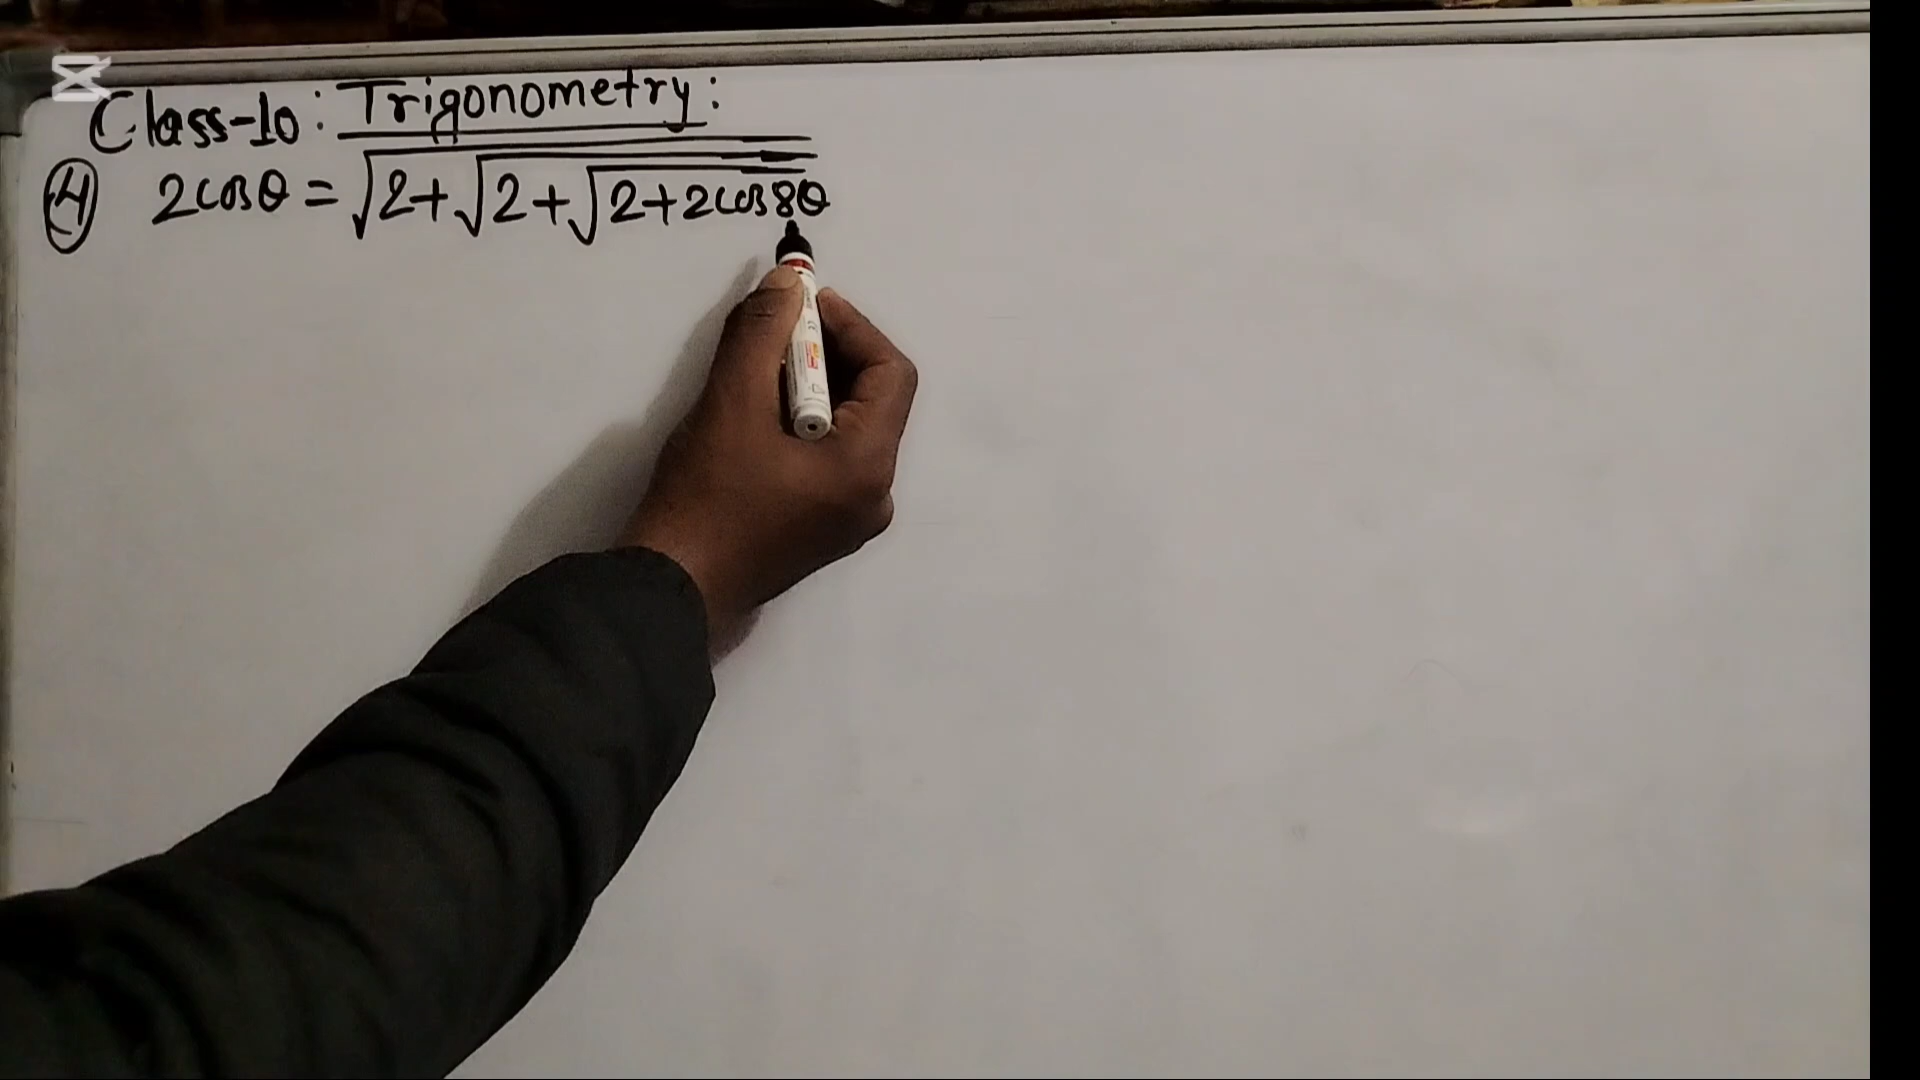 Class-10: Trigonometry:
④ 2cosθ = √2+√2+√2+2cos8θ